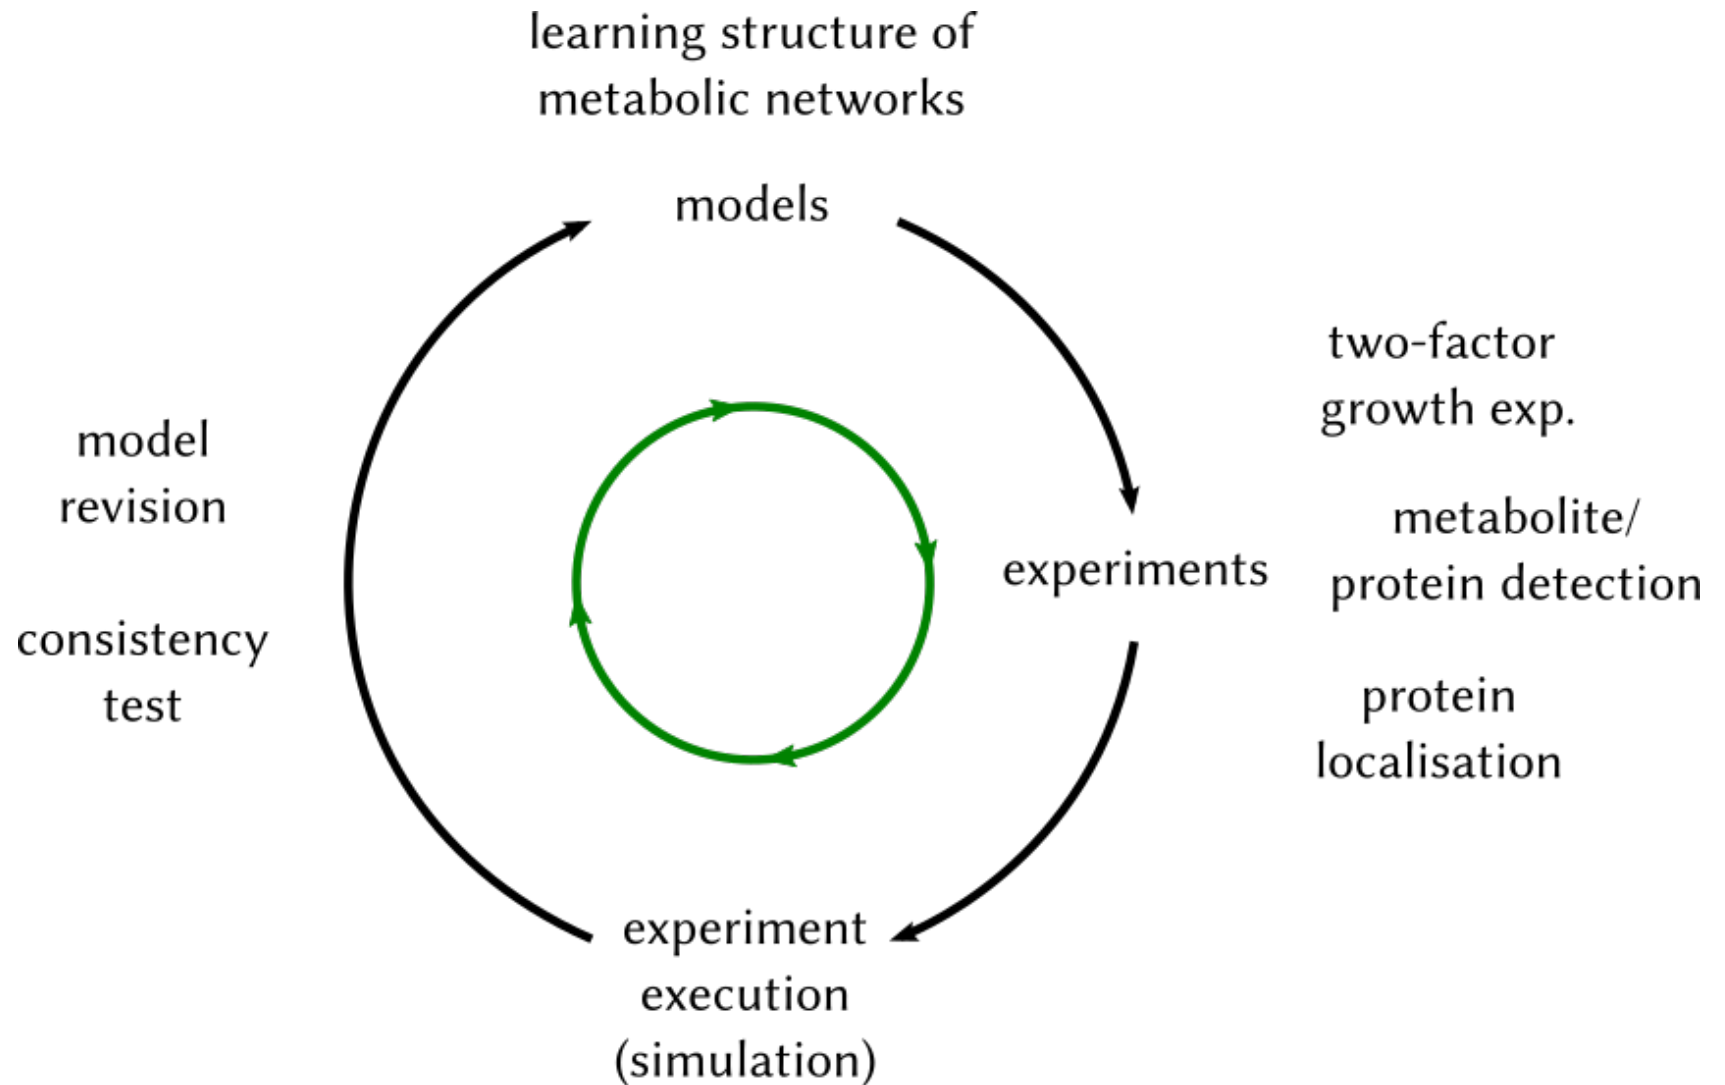 learning structure of
metabolic networks
models
two-factor
growth exp.
metabolite/
protein detection
experiments
protein
localisation
experiment
execution
(simulation)
model
revision
consistency
test